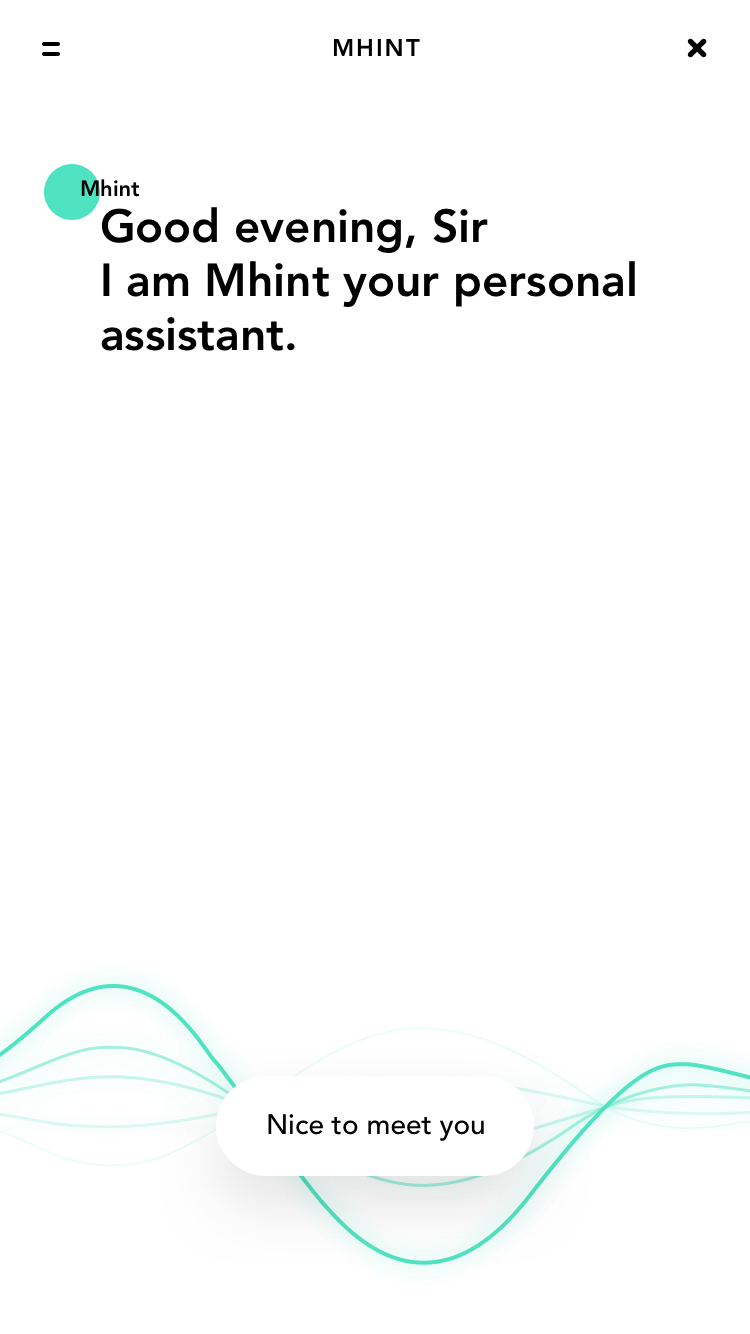 MHINT
Mhint
Good evening, Sir
I am Mhint your personal
assistant.
Nice to meet you